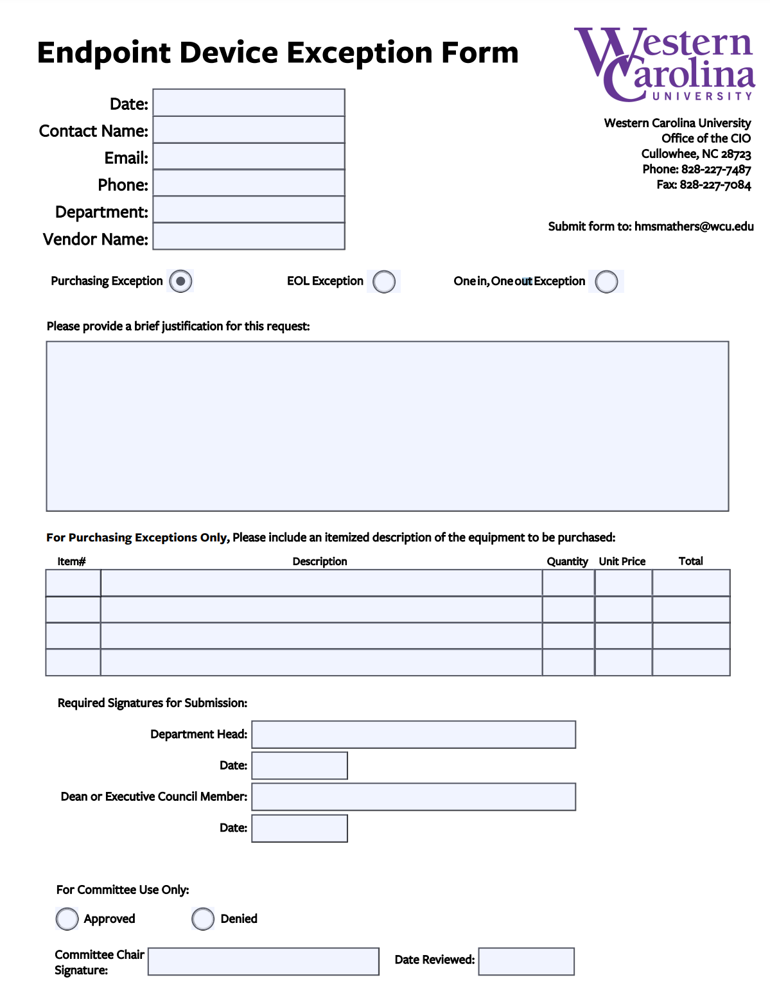 Endpoint Device Exception Form
Western
Carolina
UNIVERSITY
Date:
Contact Name:
Email:
Phone:
Department:
Vendor Name:
Western Carolina University
Office of the CIO
Cullowhee, NC 28723
Phone: 828-227-7487
Fax: 828-227-7084
Submit form to: hmsmathers@wcu.edu
Purchasing Exception EOL Exception One in, One out Exception
Please provide a brief justification for this request:
For Purchasing Exceptions Only, Please include an itemized description of the equipment to be purchased:
Item# Description Quantity Unit Price Total
Required Signatures for Submission:
Department Head:
Date:
Dean or Executive Council Member:
Date:
For Committee Use Only:
Approved Denied
Committee Chair
Signature:
Date Reviewed: